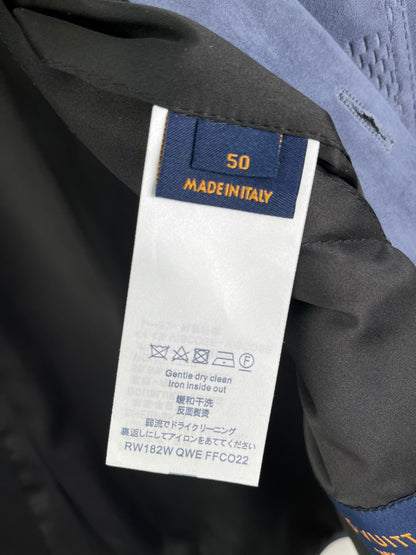 50
MADE IN ITALY
Gentle dry clean
Iron inside out
缓和干洗
反面熨烫
弱流でドライクリーニング
裏返しにしてアイロンをあててください
RW182W QWE FFCO22